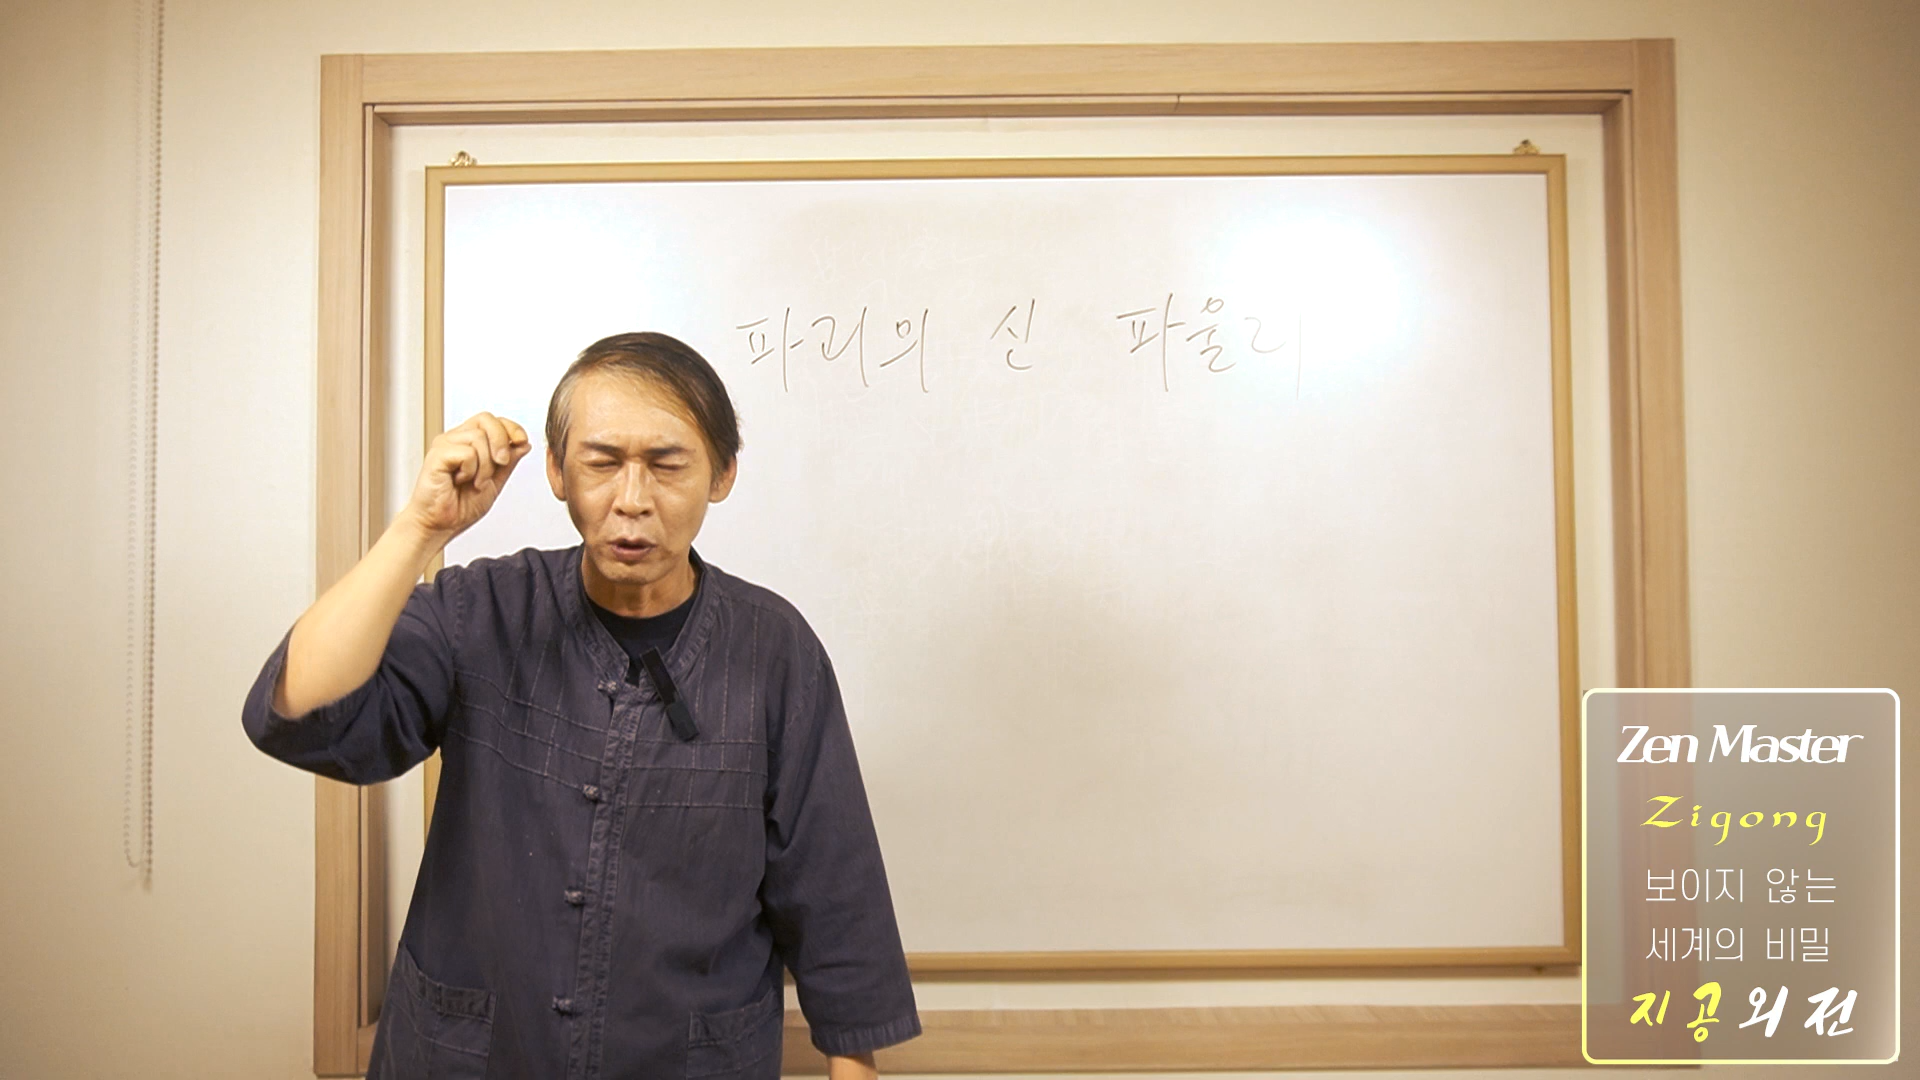 파괴의 신 파울리
Zen Master
Zigong
보이지 않는
세계의 비밀
지공외전